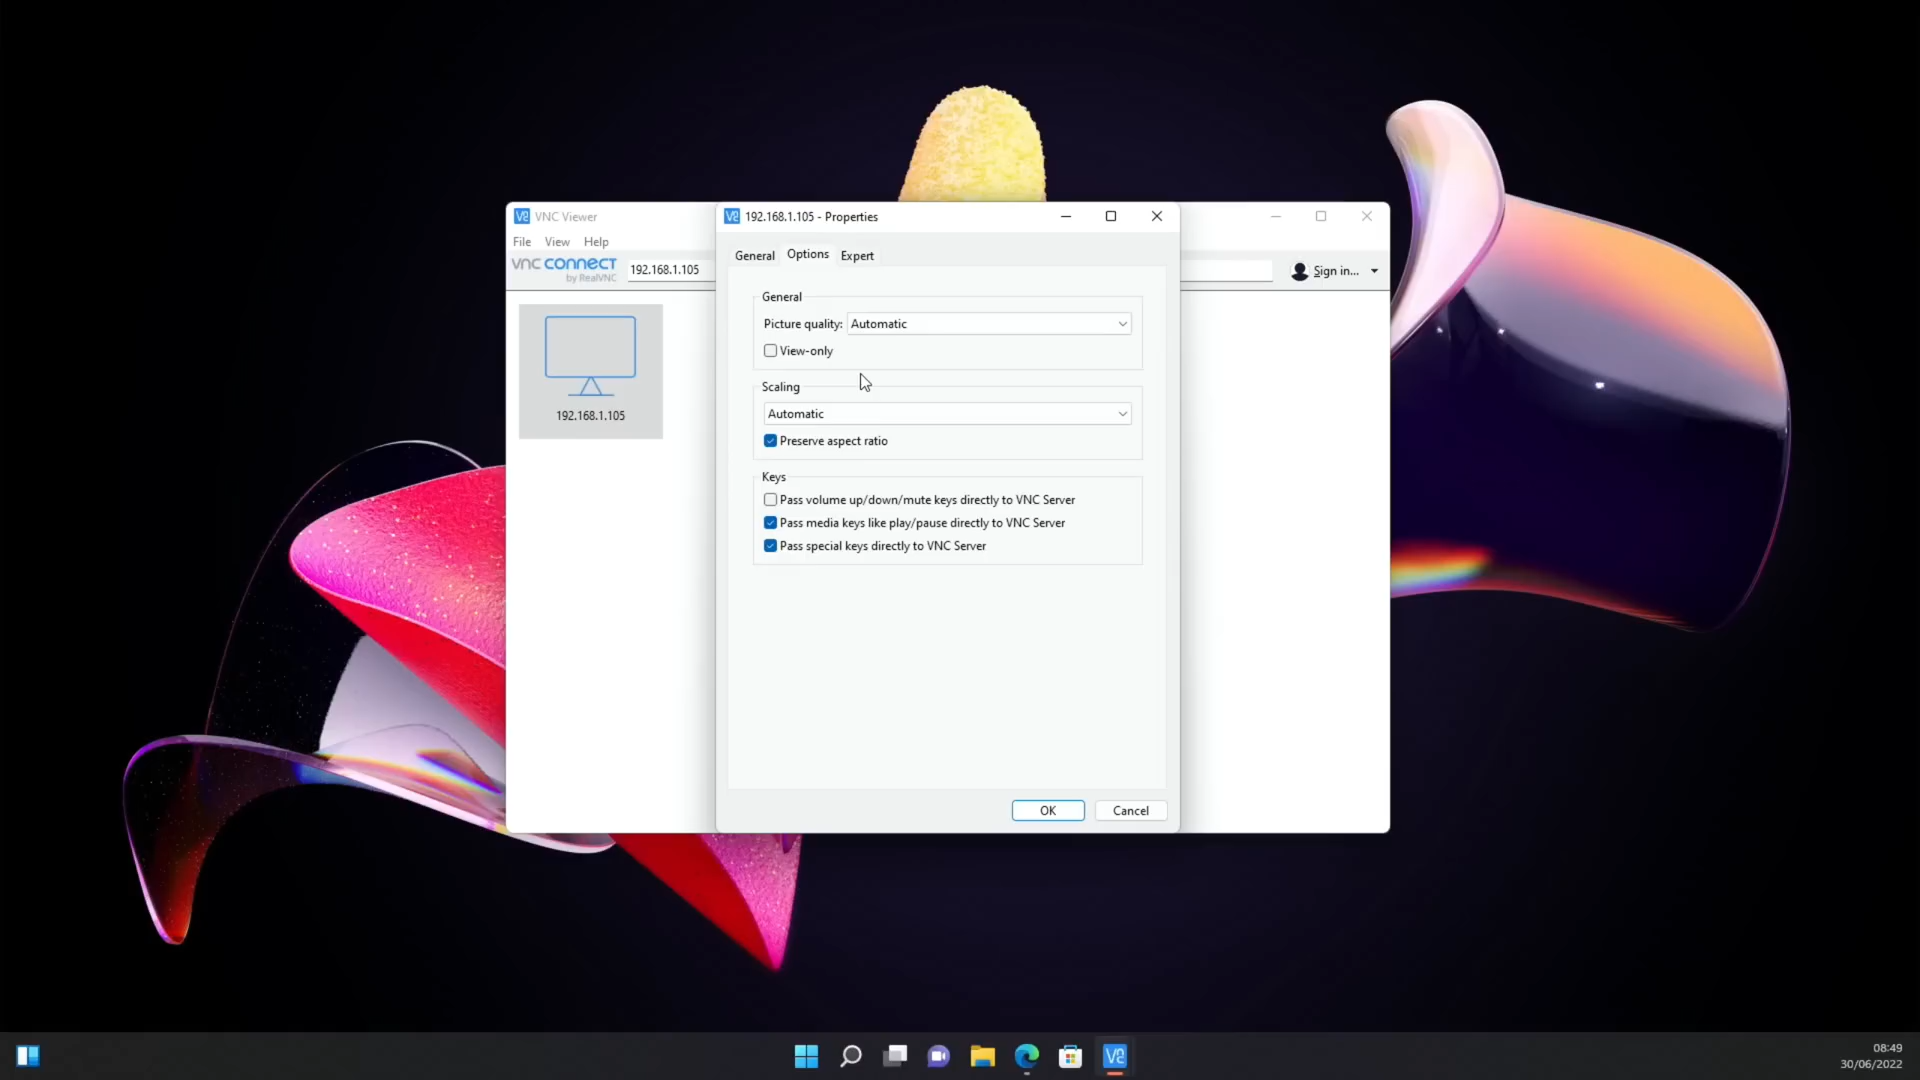 VNC Viewer
File View Help
vnc connect
by RealVNC
192.168.1.105
Sign in...
192.168.1.105
192.168.1.105 - Properties
General Options Expert
General
Picture quality: Automatic
View-only
Scaling
Automatic
Preserve aspect ratio
Keys
Pass volume up/down/mute keys directly to VNC Server
Pass media keys like play/pause directly to VNC Server
Pass special keys directly to VNC Server
OK Cancel
08:49
30/06/2022